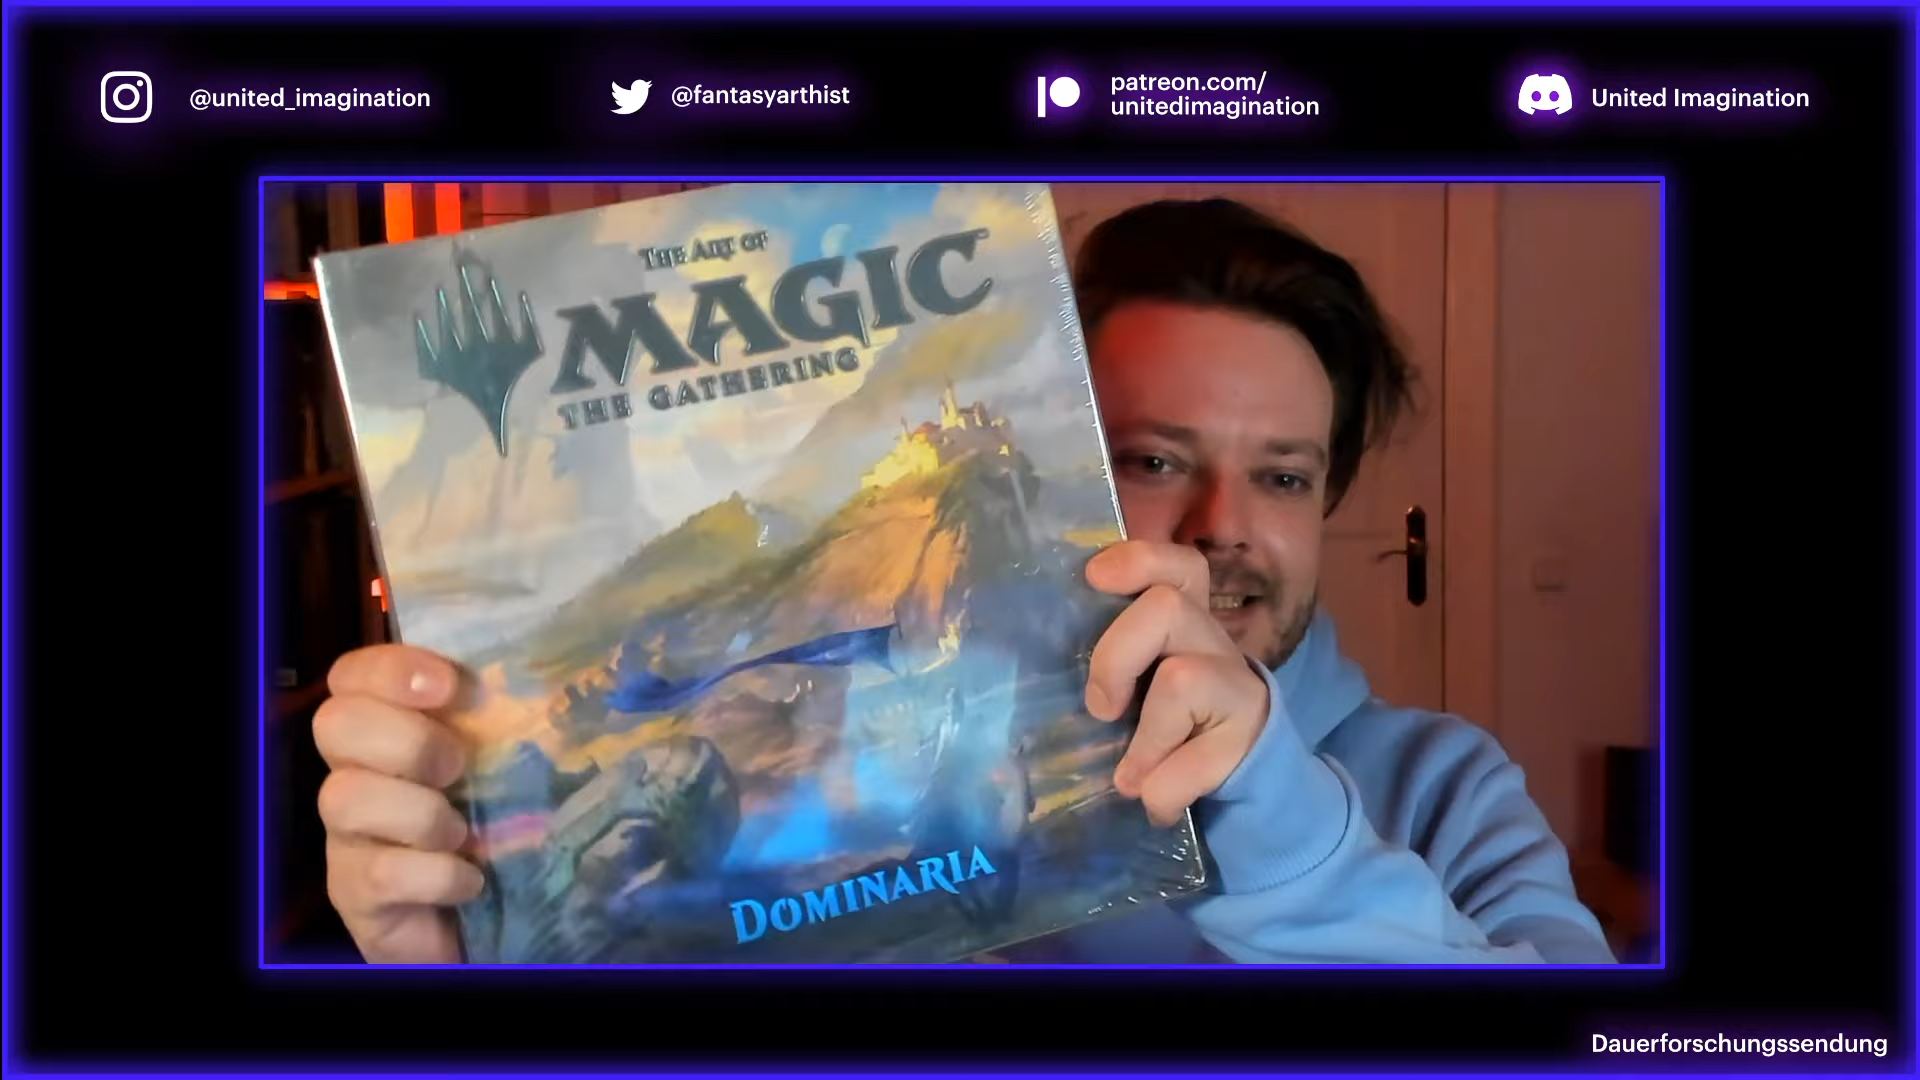 @united_imagination
@fantasyarthist
patreon.com/
unitedimagination
United Imagination
THE ART OF
MAGIC
THE GATHERING
DOMINARIA
Dauerforschungssendung